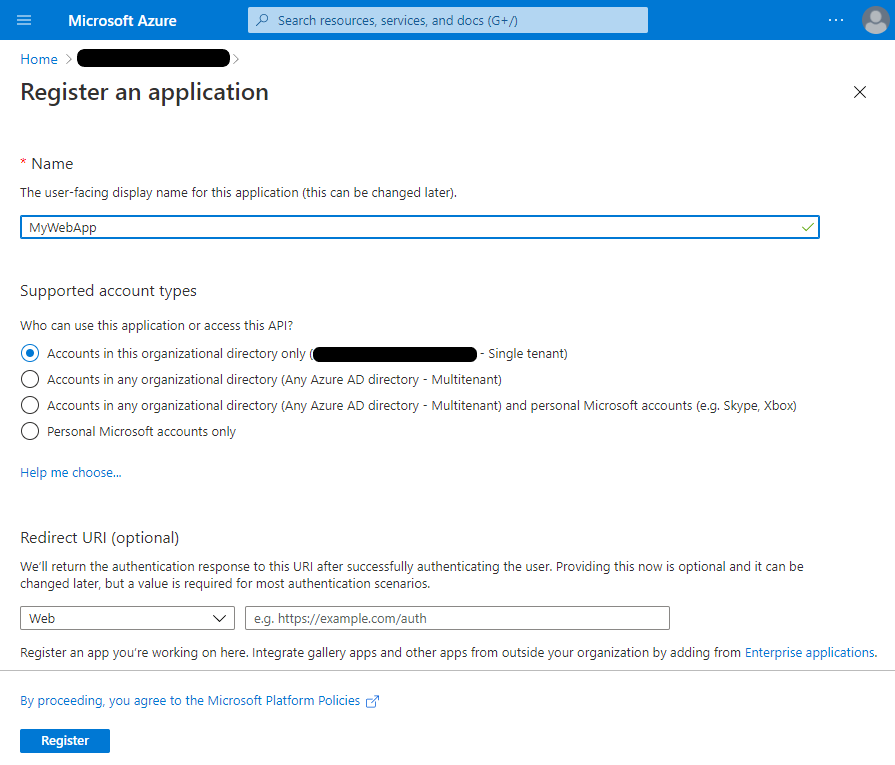 Microsoft Azure
Search resources, services, and docs (G+/)
...
Home > >
Register an application
* Name
The user-facing display name for this application (this can be changed later).
MyWebApp
Supported account types
Who can use this application or access this API?
Accounts in this organizational directory only ( - Single tenant)
Accounts in any organizational directory (Any Azure AD directory - Multitenant)
Accounts in any organizational directory (Any Azure AD directory - Multitenant) and personal Microsoft accounts (e.g. Skype, Xbox)
Personal Microsoft accounts only
Help me choose...
Redirect URI (optional)
We'll return the authentication response to this URI after successfully authenticating the user. Providing this now is optional and it can be
changed later, but a value is required for most authentication scenarios.
Web e.g. https://example.com/auth
Register an app you're working on here. Integrate gallery apps and other apps from outside your organization by adding from Enterprise applications.
By proceeding, you agree to the Microsoft Platform Policies
Register